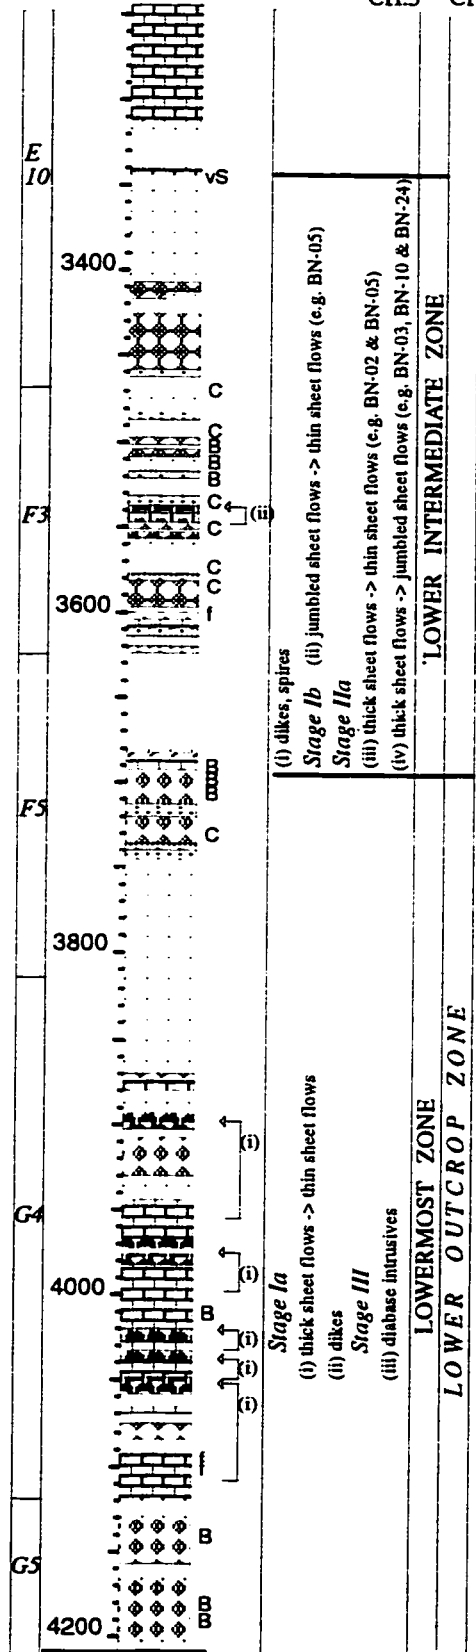 CH.3 CH
E
10
vS
3400
C
C
B
B
B
B
F3
C
(ii)
C
C
C
3600
f
(i) dikes, spires
Stage Ib (ii) jumbled sheet flows -> thin sheet flows (e.g. BN-05)
Stage IIa
(iii) thick sheet flows -> thin sheet flows (e.g. BN-02 & BN-05)
(iv) thick sheet flows -> jumbled sheet flows (e.g. BN-03, BN-10 & BN-24)
LOWER INTERMEDIATE ZONE
F5
B
B
B
B
C
3800
G4
(i)
4000
(i)
B
(i)
(i)
(i)
f
Stage Ia
(i) thick sheet flows -> thin sheet flows
(ii) dikes
Stage III
(iii) diabase intrusives
LOWERMOST ZONE
LOWER OUTCROP ZONE
G5
B
B
B
4200